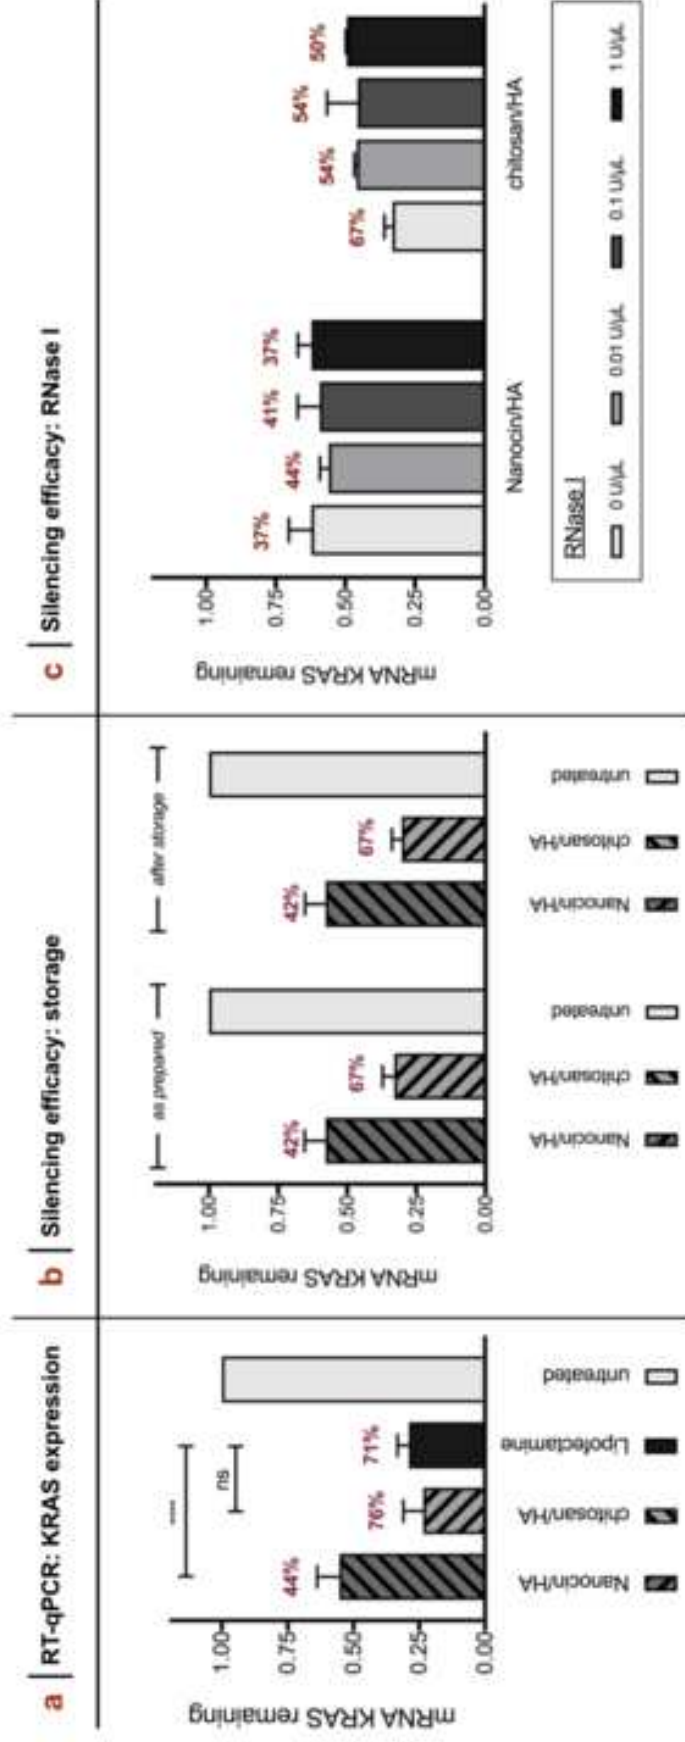 a RT-qPCR: KRAS expression
mRNA KRAS remaining
1.00
0.75
0.50
0.25
0.00
44%
76%
71%
ns
Nanocin/HA
chitosan/HA
Lipofectamine
untreated
b Silencing efficacy: storage
mRNA KRAS remaining
1.00
0.75
0.50
0.25
0.00
as prepared
after storage
42%
67%
42%
67%
Nanocin/HA
chitosan/HA
untreated
Nanocin/HA
chitosan/HA
untreated
c Silencing efficacy: RNase I
mRNA KRAS remaining
1.00
0.75
0.50
0.25
0.00
37%
44%
41%
37%
67%
54%
54%
50%
Nanocin/HA
chitosan/HA
RNase I
0 U/µL
0.01 U/µL
0.1 U/µL
1 U/µL